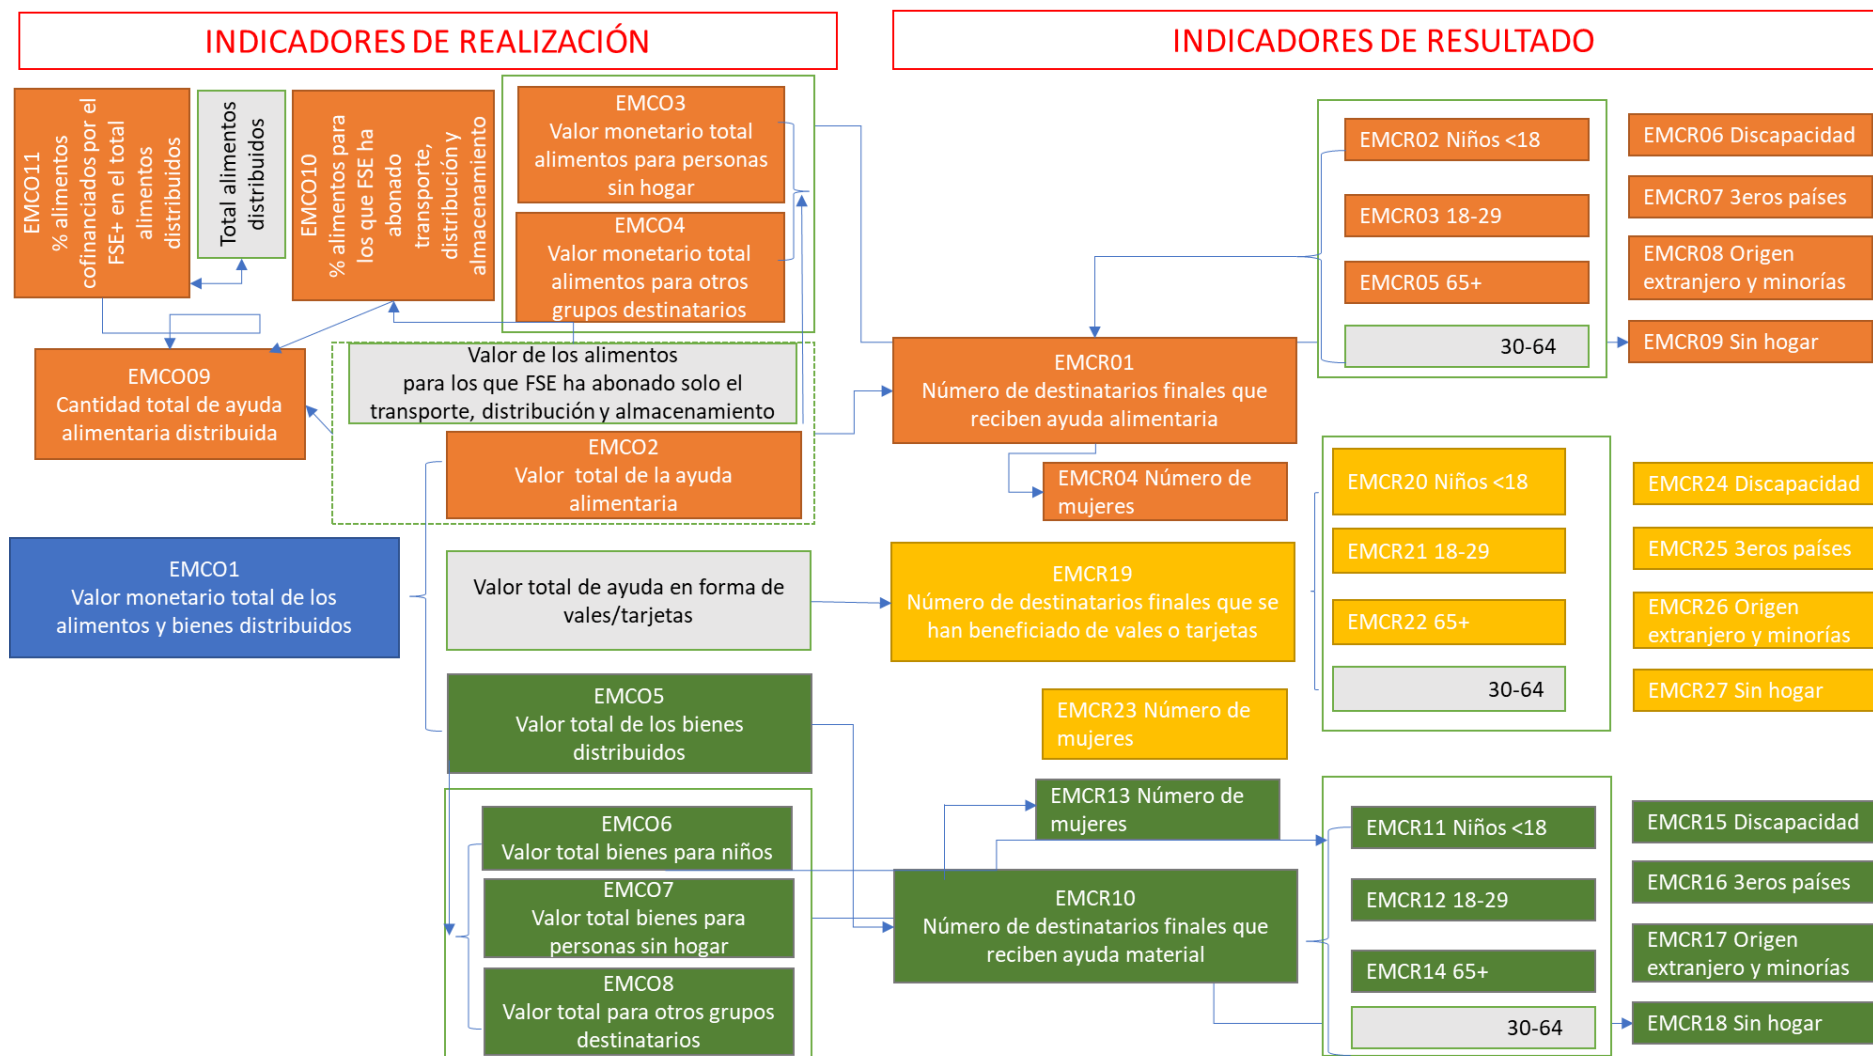 INDICADORES DE REALIZACIÓN
INDICADORES DE RESULTADO
EMCO11
% alimentos
cofinanciados por el
FSE+ en el total
alimentos
distribuidos
Total alimentos
distribuidos
EMCO10
% alimentos para
los que FSE ha
abonado
transporte,
distribución y
almacenamiento
EMCO3
Valor monetario total
alimentos para personas
sin hogar
EMCO4
Valor monetario total
alimentos para otros
grupos destinatarios
EMCO09
Cantidad total de ayuda
alimentaria distribuida
Valor de los alimentos
para los que FSE ha abonado solo el
transporte, distribución y almacenamiento
EMCO2
Valor total de la ayuda
alimentaria
EMCO1
Valor monetario total de los
alimentos y bienes distribuidos
Valor total de ayuda en forma de
vales/tarjetas
EMCO5
Valor total de los bienes
distribuidos
EMCO6
Valor total bienes para niños
EMCO7
Valor total bienes para
personas sin hogar
EMCO8
Valor total para otros grupos
destinatarios
EMCR01
Número de destinatarios finales que
reciben ayuda alimentaria
EMCR04 Número de
mujeres
EMCR02 Niños <18
EMCR03 18-29
EMCR05 65+
30-64
EMCR06 Discapacidad
EMCR07 3eros países
EMCR08 Origen
extranjero y minorías
EMCR09 Sin hogar
EMCR19
Número de destinatarios finales que se
han beneficiado de vales o tarjetas
EMCR23 Número de
mujeres
EMCR20 Niños <18
EMCR21 18-29
EMCR22 65+
30-64
EMCR24 Discapacidad
EMCR25 3eros países
EMCR26 Origen
extranjero y minorías
EMCR27 Sin hogar
EMCR13 Número de
mujeres
EMCR10
Número de destinatarios finales que
reciben ayuda material
EMCR11 Niños <18
EMCR12 18-29
EMCR14 65+
30-64
EMCR15 Discapacidad
EMCR16 3eros países
EMCR17 Origen
extranjero y minorías
EMCR18 Sin hogar